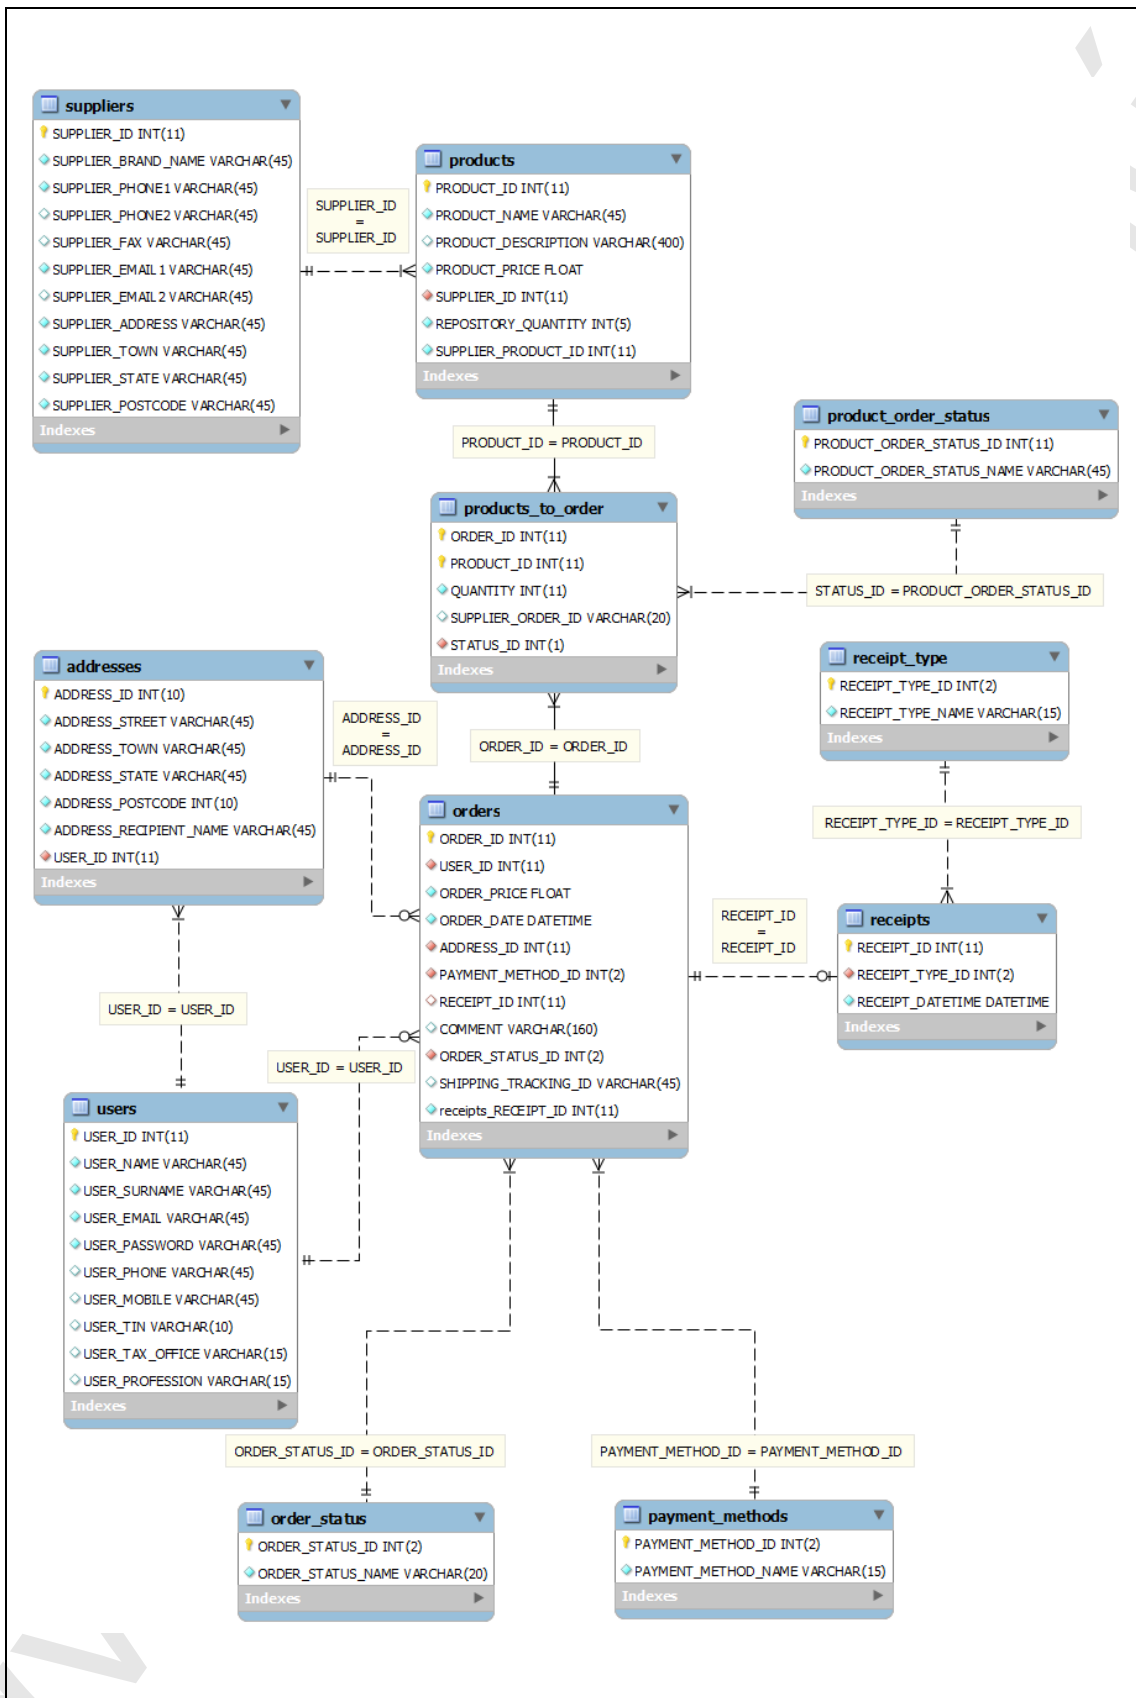 suppliers
SUPPLIER_ID INT(11)
SUPPLIER_BRAND_NAME VARCHAR(45)
SUPPLIER_PHONE1 VARCHAR(45)
SUPPLIER_PHONE2 VARCHAR(45)
SUPPLIER_FAX VARCHAR(45)
SUPPLIER_EMAIL1 VARCHAR(45)
SUPPLIER_EMAIL2 VARCHAR(45)
SUPPLIER_ADDRESS VARCHAR(45)
SUPPLIER_TOWN VARCHAR(45)
SUPPLIER_STATE VARCHAR(45)
SUPPLIER_POSTCODE VARCHAR(45)
Indexes
SUPPLIER_ID
=
SUPPLIER_ID
products
PRODUCT_ID INT(11)
PRODUCT_NAME VARCHAR(45)
PRODUCT_DESCRIPTION VARCHAR(400)
PRODUCT_PRICE FLOAT
SUPPLIER_ID INT(11)
REPOSITORY_QUANTITY INT(5)
SUPPLIER_PRODUCT_ID INT(11)
Indexes
PRODUCT_ID = PRODUCT_ID
product_order_status
PRODUCT_ORDER_STATUS_ID INT(11)
PRODUCT_ORDER_STATUS_NAME VARCHAR(45)
Indexes
products_to_order
ORDER_ID INT(11)
PRODUCT_ID INT(11)
QUANTITY INT(11)
SUPPLIER_ORDER_ID VARCHAR(20)
STATUS_ID INT(1)
Indexes
STATUS_ID = PRODUCT_ORDER_STATUS_ID
addresses
ADDRESS_ID INT(10)
ADDRESS_STREET VARCHAR(45)
ADDRESS_TOWN VARCHAR(45)
ADDRESS_STATE VARCHAR(45)
ADDRESS_POSTCODE INT(10)
ADDRESS_RECIPIENT_NAME VARCHAR(45)
USER_ID INT(11)
Indexes
ADDRESS_ID
=
ADDRESS_ID
ORDER_ID = ORDER_ID
receipt_type
RECEIPT_TYPE_ID INT(2)
RECEIPT_TYPE_NAME VARCHAR(15)
Indexes
RECEIPT_TYPE_ID = RECEIPT_TYPE_ID
orders
ORDER_ID INT(11)
USER_ID INT(11)
ORDER_PRICE FLOAT
ORDER_DATE DATETIME
ADDRESS_ID INT(11)
PAYMENT_METHOD_ID INT(2)
RECEIPT_ID INT(11)
COMMENT VARCHAR(160)
ORDER_STATUS_ID INT(2)
SHIPPING_TRACKING_ID VARCHAR(45)
receipts_RECEIPT_ID INT(11)
Indexes
RECEIPT_ID
=
RECEIPT_ID
receipts
RECEIPT_ID INT(11)
RECEIPT_TYPE_ID INT(2)
RECEIPT_DATETIME DATETIME
Indexes
USER_ID = USER_ID
USER_ID = USER_ID
users
USER_ID INT(11)
USER_NAME VARCHAR(45)
USER_SURNAME VARCHAR(45)
USER_EMAIL VARCHAR(45)
USER_PASSWORD VARCHAR(45)
USER_PHONE VARCHAR(45)
USER_MOBILE VARCHAR(45)
USER_TIN VARCHAR(10)
USER_TAX_OFFICE VARCHAR(15)
USER_PROFESSION VARCHAR(15)
Indexes
ORDER_STATUS_ID = ORDER_STATUS_ID
PAYMENT_METHOD_ID = PAYMENT_METHOD_ID
order_status
ORDER_STATUS_ID INT(2)
ORDER_STATUS_NAME VARCHAR(20)
Indexes
payment_methods
PAYMENT_METHOD_ID INT(2)
PAYMENT_METHOD_NAME VARCHAR(15)
Indexes